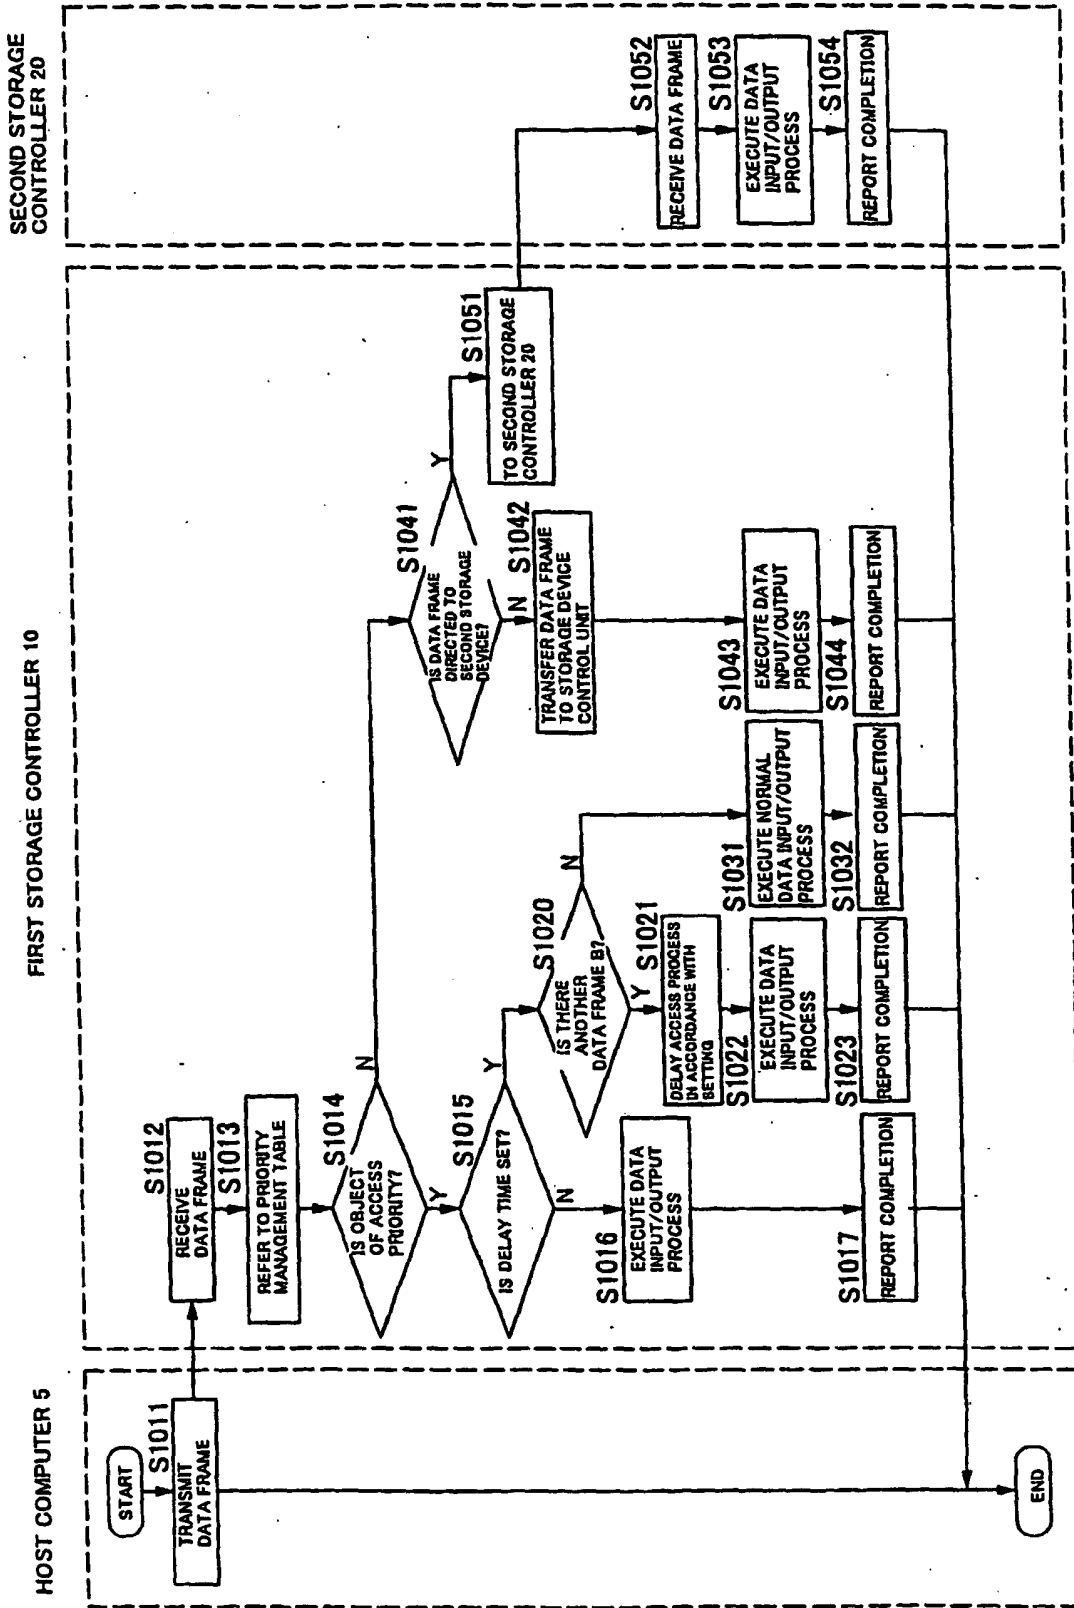 HOST COMPUTER 5
START
S1011
TRANSMIT
DATA FRAME
END
FIRST STORAGE CONTROLLER 10
S1012
RECEIVE
DATA FRAME
S1013
REFER TO PRIORITY
MANAGEMENT TABLE
S1014
IS OBJECT
OF ACCESS
PRIORITY?
N
Y
S1015
IS DELAY TIME SET?
Y
N
S1016
EXECUTE DATA
INPUT/OUTPUT
PROCESS
S1017
REPORT COMPLETION
S1020
IS THERE
ANOTHER
DATA FRAME B?
N
Y
S1021
DELAY ACCESS PROCESS
IN ACCORDANCE WITH
SETTING
S1022
EXECUTE DATA
INPUT/OUTPUT
PROCESS
S1023
REPORT COMPLETION
S1031
EXECUTE NORMAL
DATA INPUT/OUTPUT
PROCESS
S1032
REPORT COMPLETION
S1041
IS DATA FRAME
DIRECTED TO
SECOND STORAGE
DEVICE?
Y
N
S1042
TRANSFER DATA FRAME
TO STORAGE DEVICE
CONTROL UNIT
S1043
EXECUTE DATA
INPUT/OUTPUT
PROCESS
S1044
REPORT COMPLETION
S1051
TO SECOND STORAGE
CONTROLLER 20
SECOND STORAGE
CONTROLLER 20
S1052
RECEIVE DATA FRAME
S1053
EXECUTE DATA
INPUT/OUTPUT
PROCESS
S1054
REPORT COMPLETION